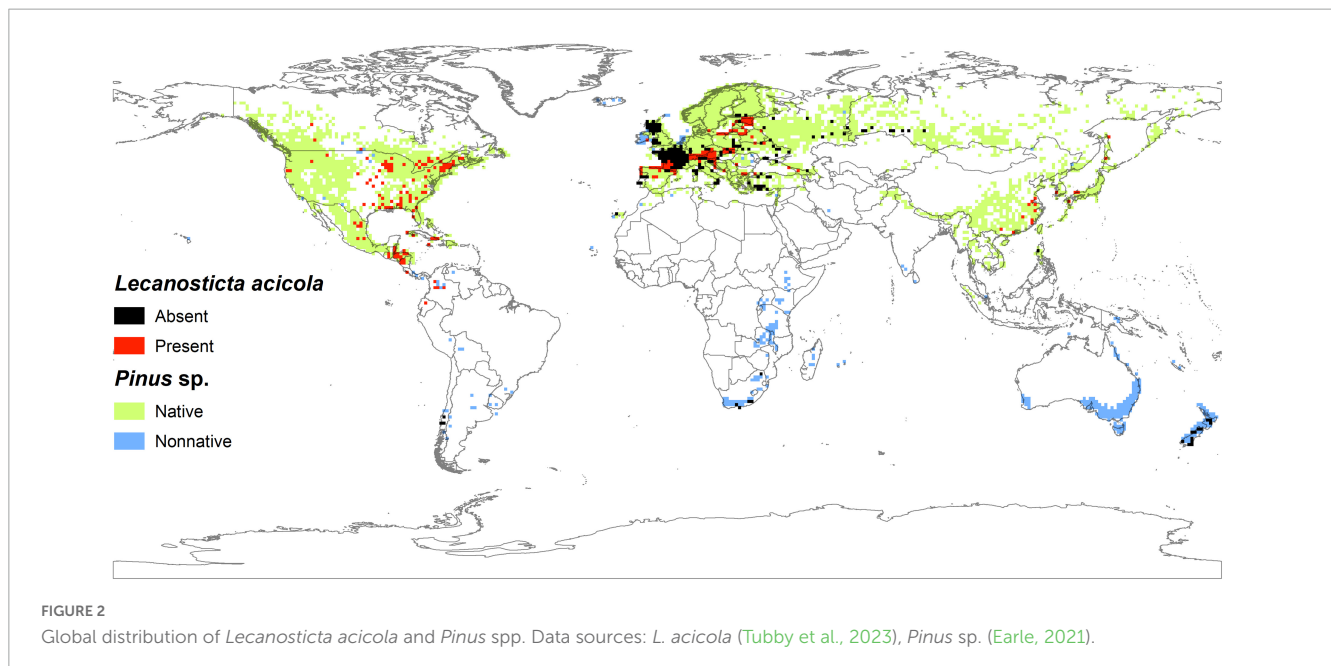 Lecanosticta acicola
Absent
Present
Pinus sp.
Native
Nonnative
FIGURE 2
Global distribution of Lecanosticta acicola and Pinus spp. Data sources: L. acicola (Tubby et al., 2023), Pinus sp. (Earle, 2021).